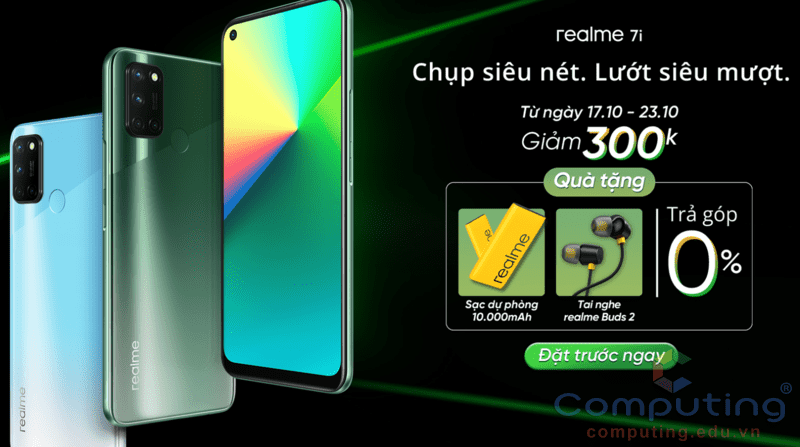 realme 7i
Chụp siêu nét. Lướt siêu mượt.
Từ ngày 17.10 - 23.10
Giảm 300k
Quà tặng
realme
Sạc dự phòng
10.000mAh
Tai nghe
realme Buds 2
Trả góp
0%
Đặt trước ngay
realme
realme
Computing®
computing.edu.vn